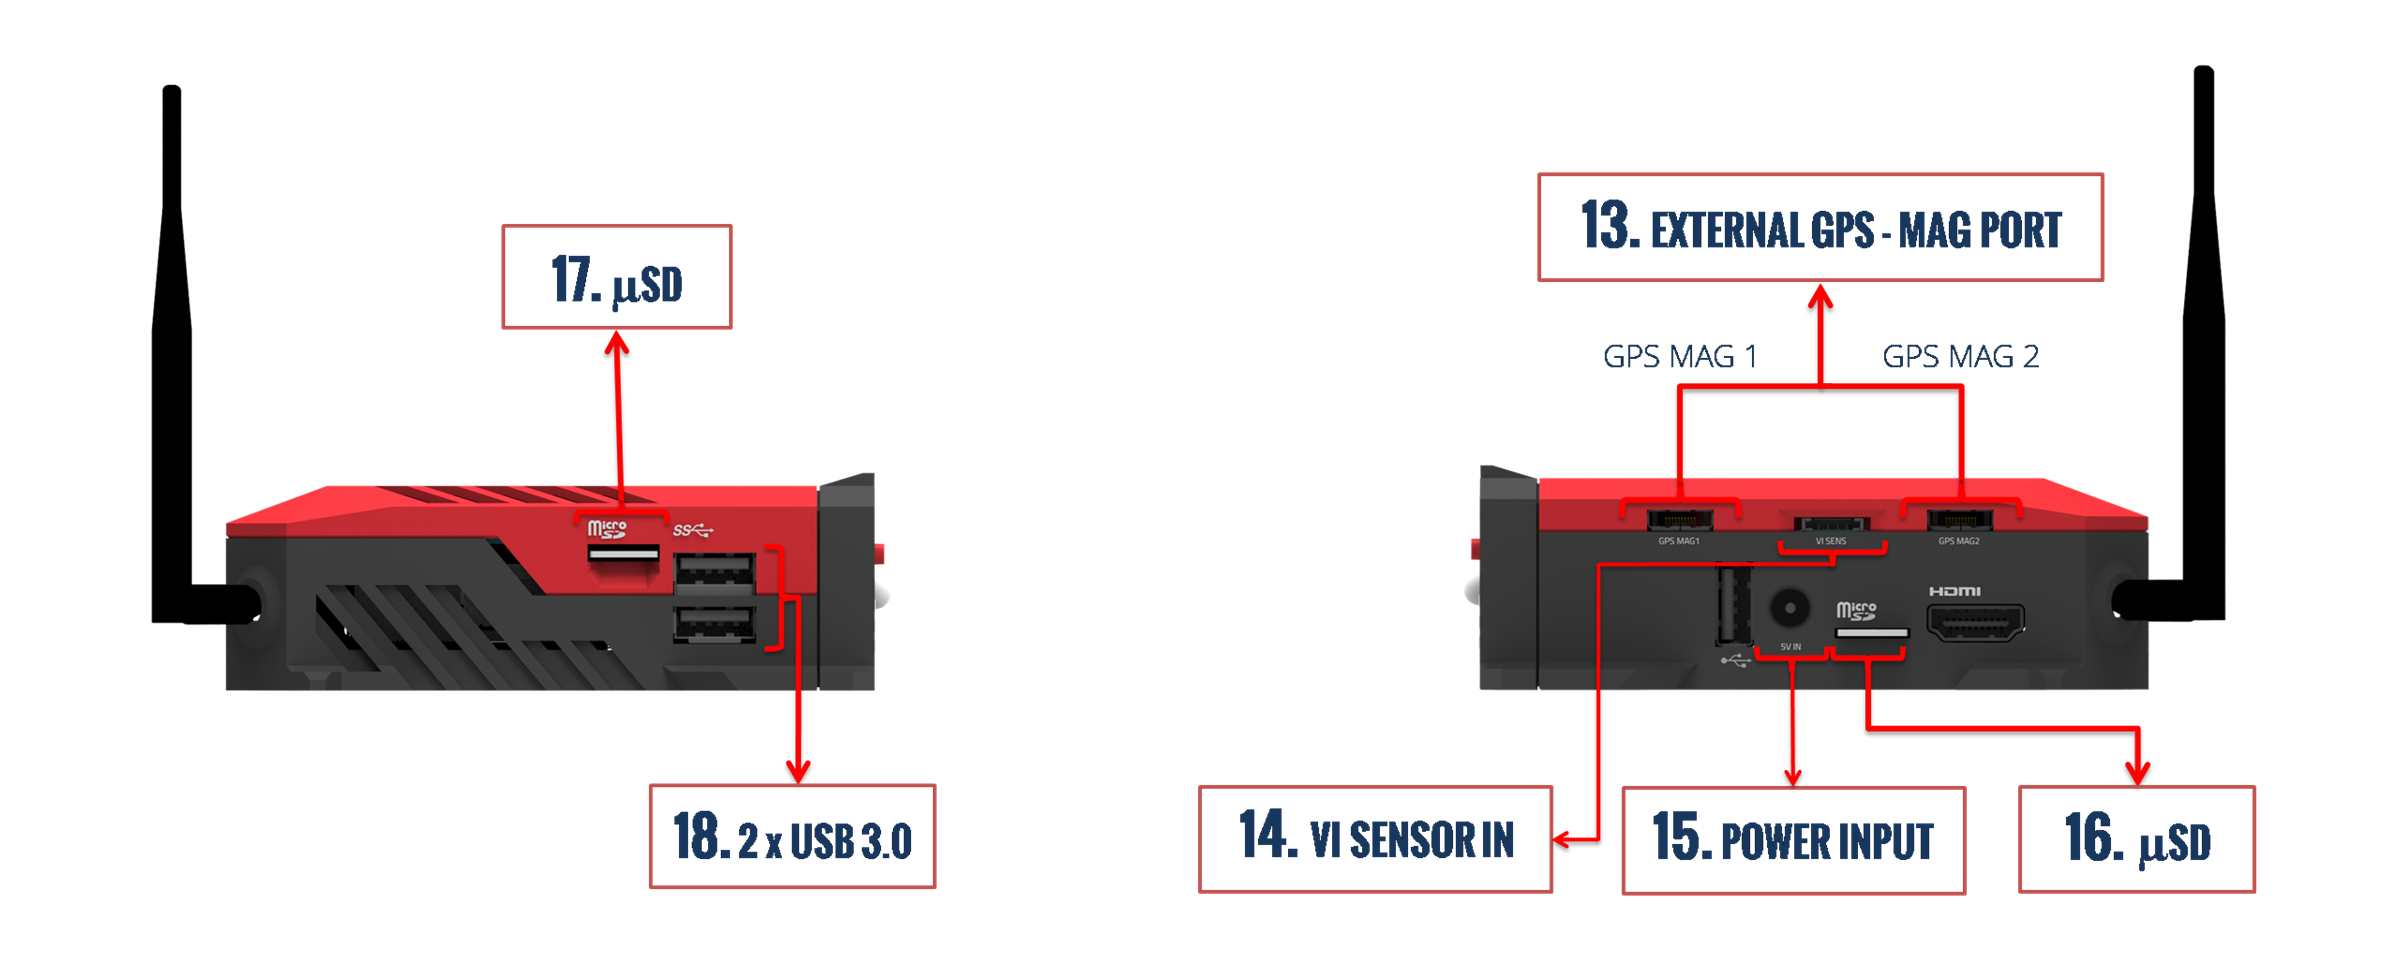 17. µSD
micro
SD
SS
18. 2 x USB 3.0
13. EXTERNAL GPS - MAG PORT
GPS MAG 1
GPS MAG 2
GPS MAG1
VI SENS
GPS MAG2
HDMI
micro
SD
5V IN
14. VI SENSOR IN
15. POWER INPUT
16. µSD